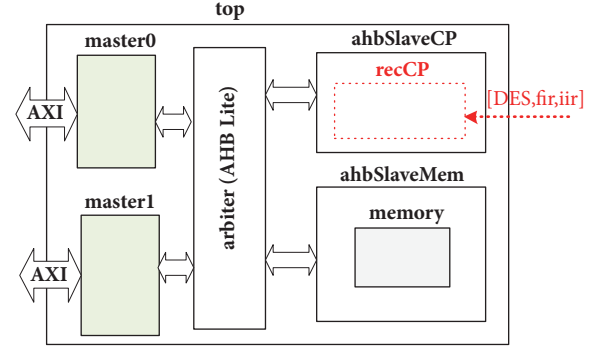 top
master0
ahbSlaveCP
recCP
AXI
[DES,fir,iir]
arbiter (AHB Lite)
ahbSlaveMem
master1
memory
AXI